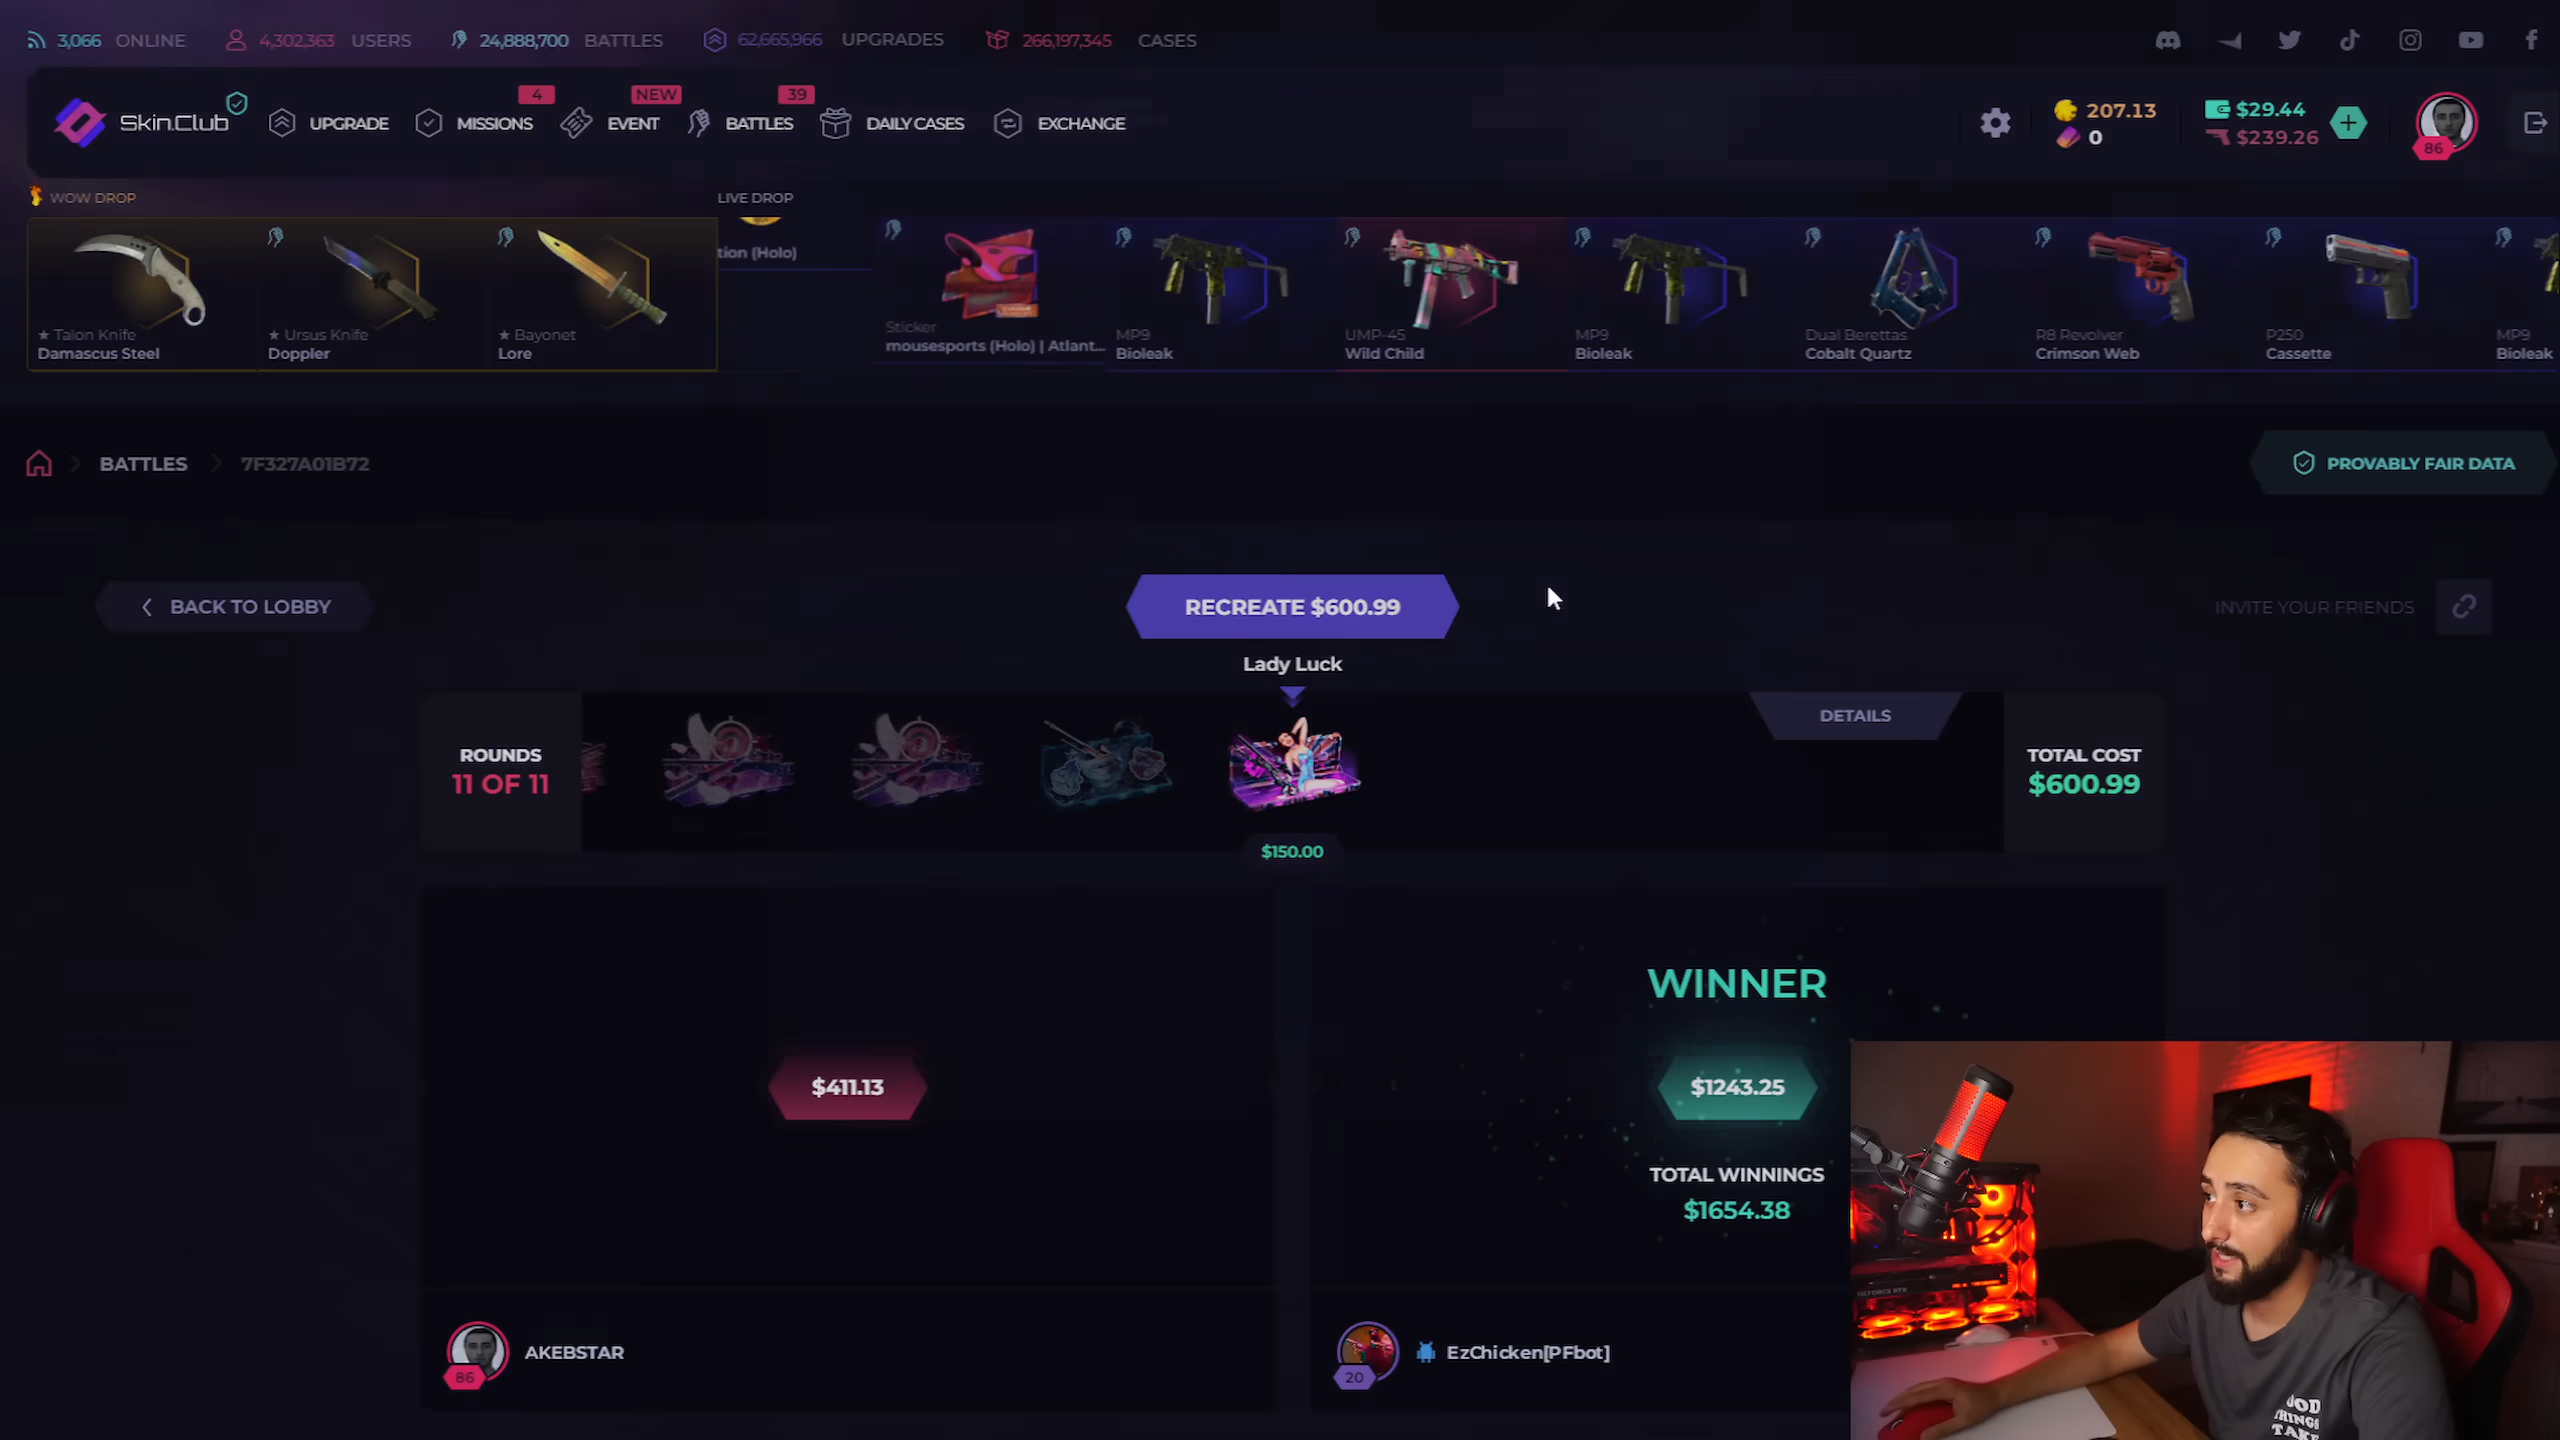 3,066 ONLINE 4,302,363 USERS 24,888,700 BATTLES 62,665,966 UPGRADES 266,197,345 CASES
Skin.Club UPGRADE 4 MISSIONS NEW EVENT 39 BATTLES DAILY CASES EXCHANGE
207.13 $29.44
0 $239.26
86
WOW DROP LIVE DROP
tion (Holo)
★ Talon Knife
Damascus Steel
★ Ursus Knife
Doppler
★ Bayonet
Lore
Sticker
mousesports (Holo) | Atlant...
MP9
Bioleak
UMP-45
Wild Child
MP9
Bioleak
Dual Berettas
Cobalt Quartz
R8 Revolver
Crimson Web
P250
Cassette
MP9
Bioleak
BATTLES 7F327A01B72
PROVABLY FAIR DATA
BACK TO LOBBY
RECREATE $600.99
INVITE YOUR FRIENDS
Lady Luck
ROUNDS
11 OF 11
DETAILS
TOTAL COST
$600.99
$150.00
$411.13
WINNER
$1243.25
TOTAL WINNINGS
$1654.38
86 AKEBSTAR
20 EzChicken[PFbot]
GEFORCE RTX
THINGS
TAKE